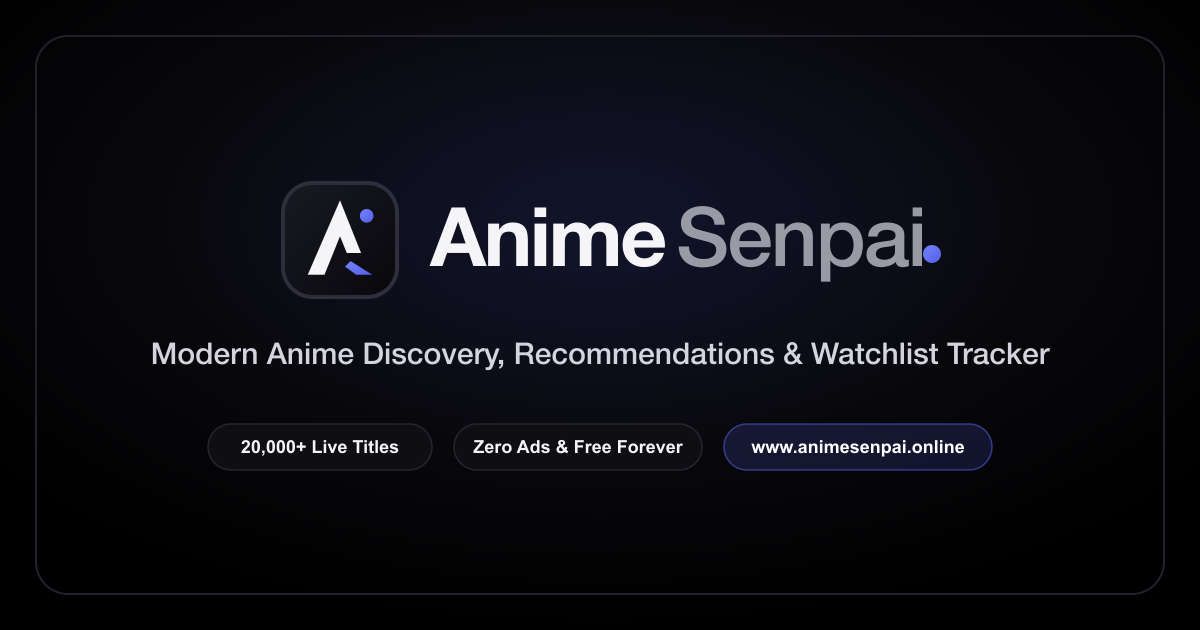 Anime Senpai.
Modern Anime Discovery, Recommendations & Watchlist Tracker
20,000+ Live Titles
Zero Ads & Free Forever
www.animesenpai.online